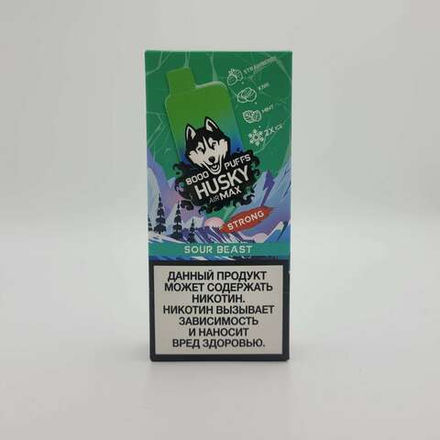 STRAWBERRY
KIWI
MINT
2X ICE
8000 PUFFS
HUSKY
AIR MAX
STRONG
SOUR BEAST
ДАННЫЙ ПРОДУКТ
МОЖЕТ СОДЕРЖАТЬ
НИКОТИН.
НИКОТИН ВЫЗЫВАЕТ
ЗАВИСИМОСТЬ
И НАНОСИТ
ВРЕД ЗДОРОВЬЮ.